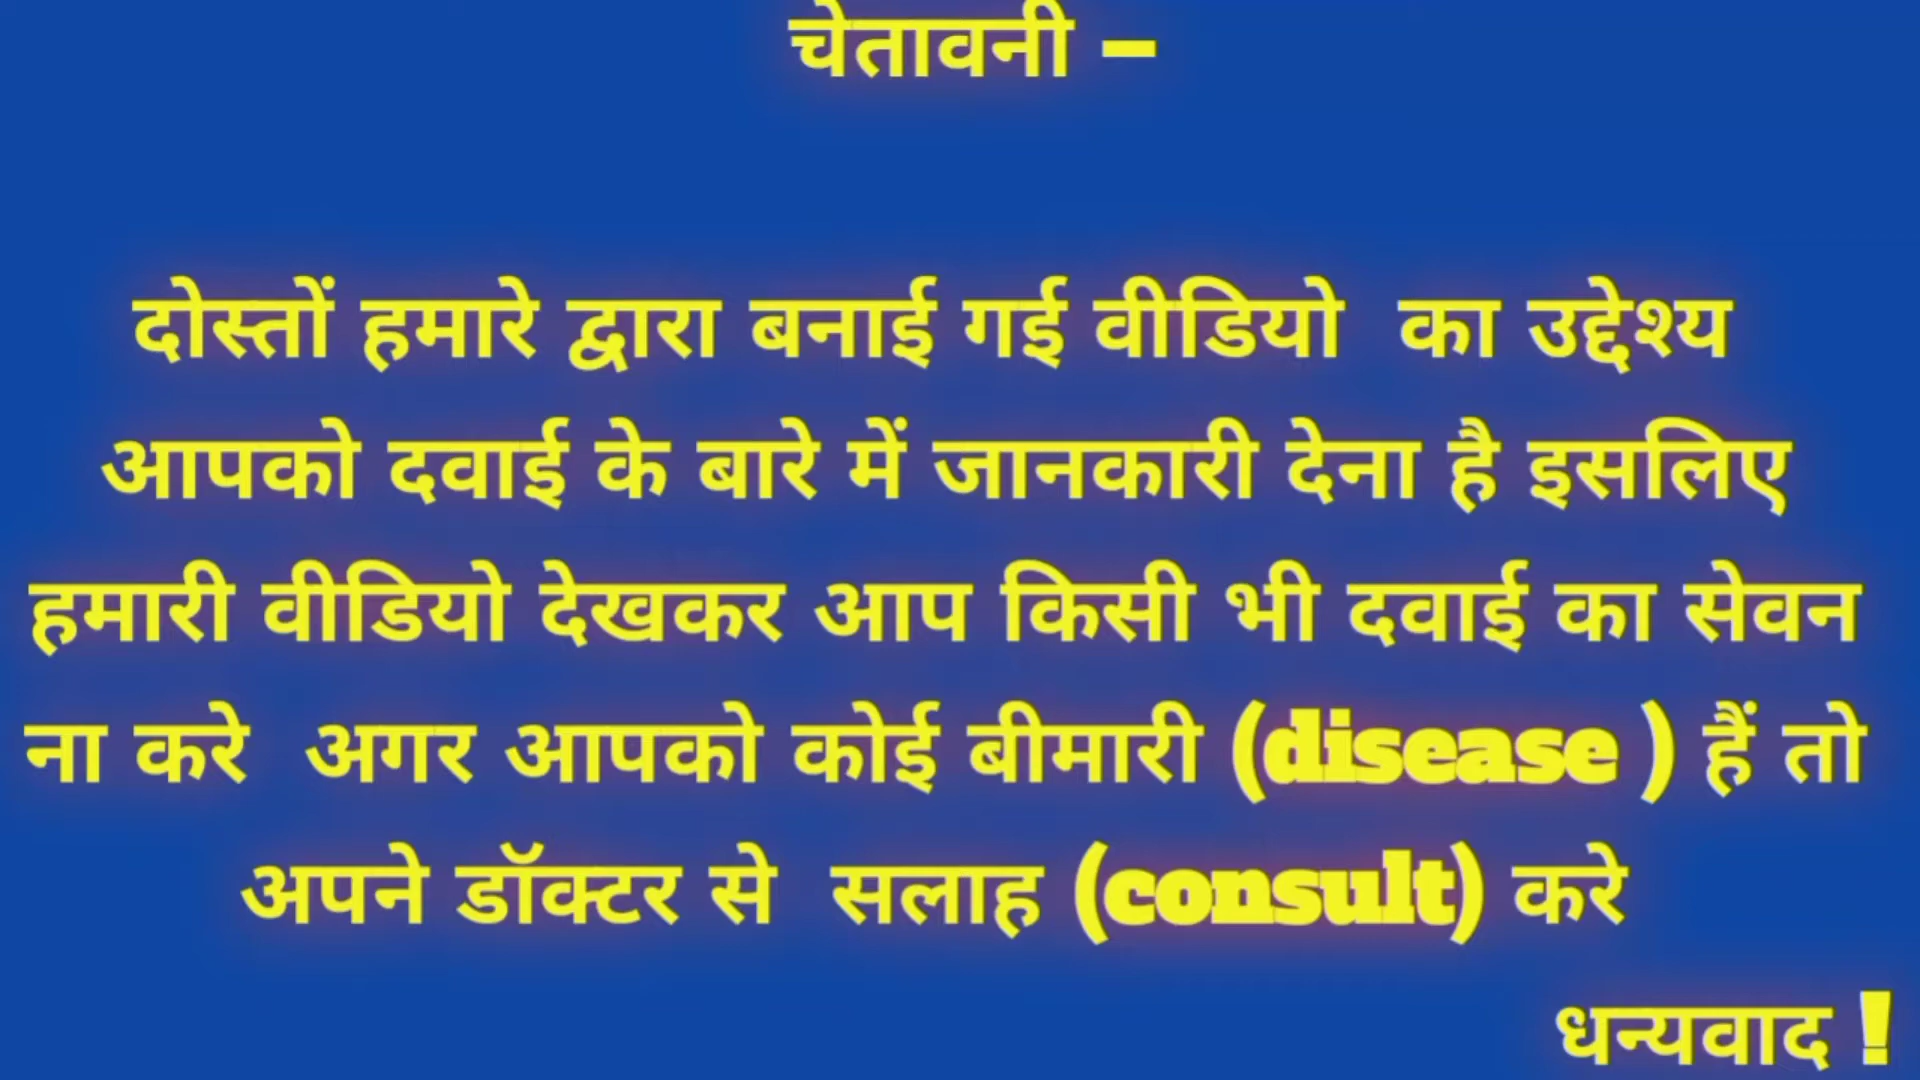 चेतावनी –
दोस्तों हमारे द्वारा बनाई गई वीडियो का उद्देश्य
आपको दवाई के बारे में जानकारी देना है इसलिए
हमारी वीडियो देखकर आप किसी भी दवाई का सेवन
ना करे अगर आपको कोई बीमारी (disease ) हैं तो
अपने डॉक्टर से सलाह (consult) करे
धन्यवाद !